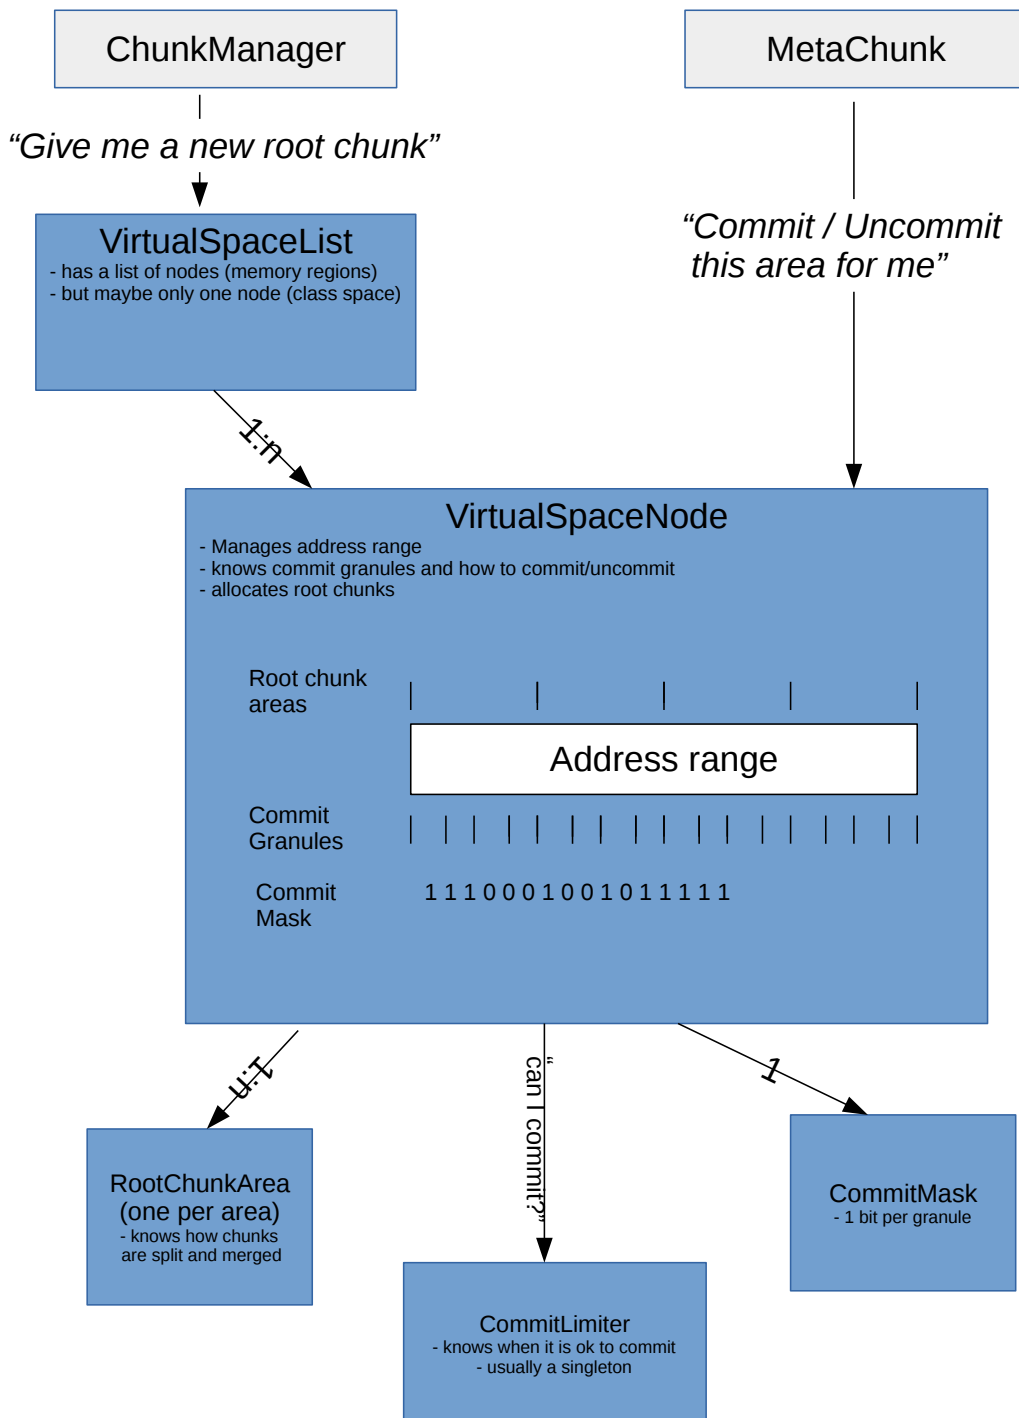 ChunkManager
MetaChunk
“Give me a new root chunk”
“Commit / Uncommit
this area for me”
VirtualSpaceList
- has a list of nodes (memory regions)
- but maybe only one node (class space)
1:n
VirtualSpaceNode
- Manages address range
- knows commit granules and how to commit/uncommit
- allocates root chunks
Root chunk
areas
Address range
Commit
Granules
Commit
Mask
1 1 1 0 0 0 1 0 0 1 0 1 1 1 1 1
1:n
“can I commit?”
1
RootChunkArea
(one per area)
- knows how chunks
are split and merged
CommitLimiter
- knows when it is ok to commit
- usually a singleton
CommitMask
- 1 bit per granule